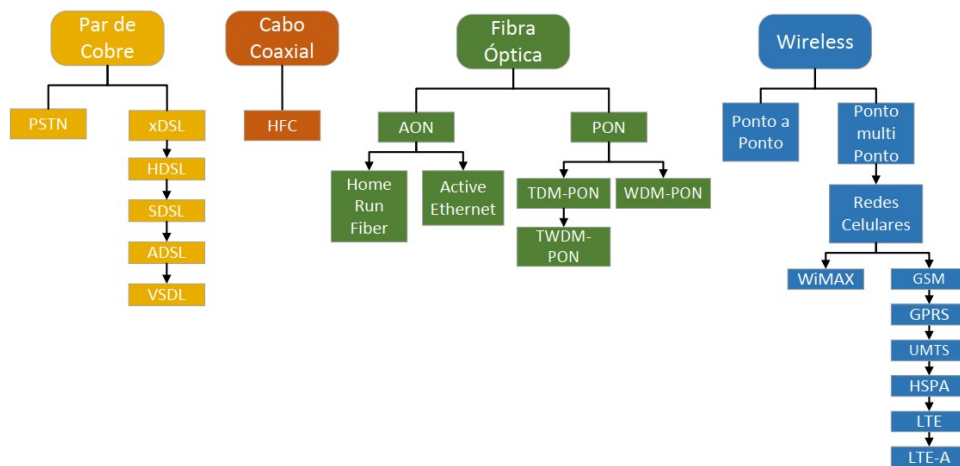 Par de
Cobre
PSTN
xDSL
HDSL
SDSL
ADSL
VSDL
Cabo
Coaxial
HFC
Fibra
Óptica
AON
Home
Run
Fiber
Active
Ethernet
PON
TDM-PON
WDM-PON
TWDM-
PON
Wireless
Ponto a
Ponto
Ponto
multi
Ponto
Redes
Celulares
WiMAX
GSM
GPRS
UMTS
HSPA
LTE
LTE-A